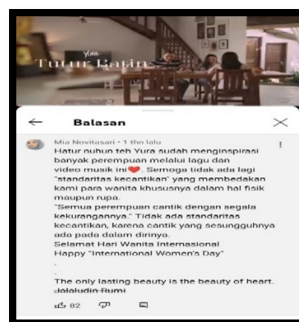 Yura
Tutur Batin
Balasan
Mia Novitasari • 1 thn lalu
Hatur nuhun teh Yura sudah menginspirasi
banyak perempuan melalui lagu dan
video musik ini❤️. Semoga tidak ada lagi
"standaritas kecantikan" yang membedakan
kami para wanita khususnya dalam hal fisik
maupun rupa.
"Semua perempuan cantik dengan segala
kekurangannya." Tidak ada standaritas
kecantikan, karena cantik yang sesungguhnya
ada pada dalam dirinya.
Selamat Hari Wanita Internasional
Happy "International Women's Day"
.
.
The only lasting beauty is the beauty of heart.
Jalaludin Rumi
82